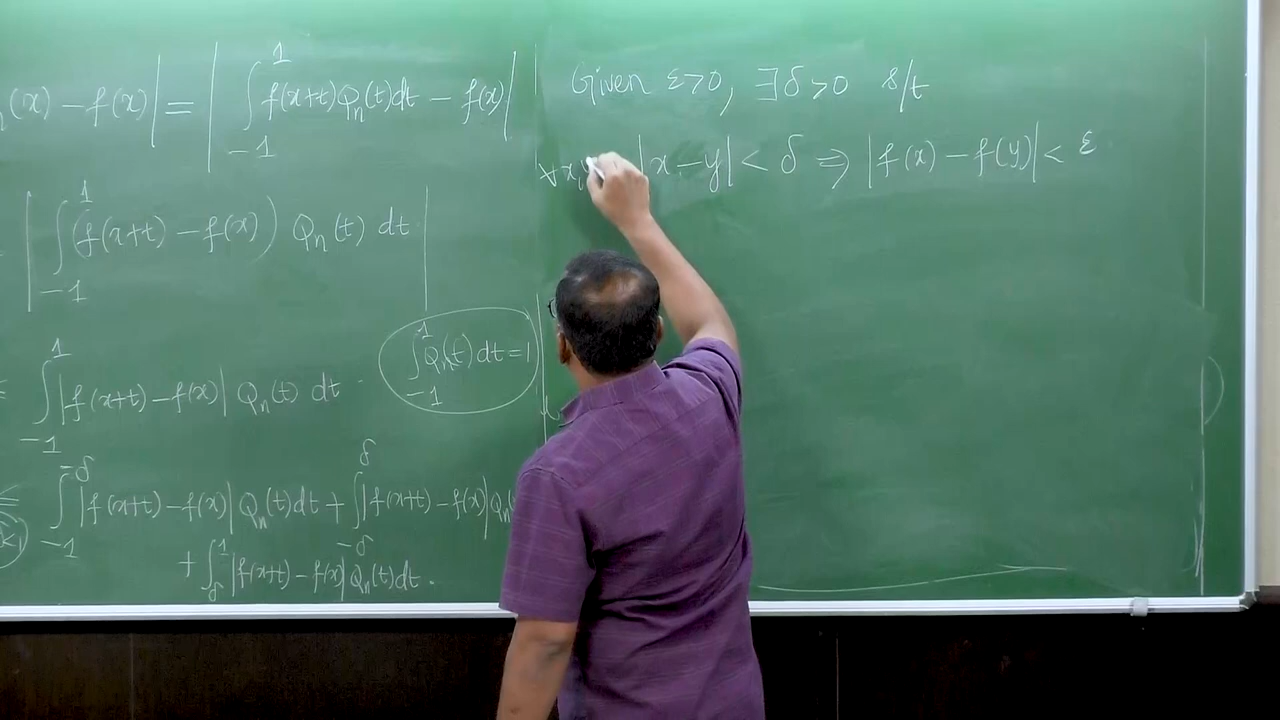 n(x) − f(x)| = | ∫_{-1}^{1} f(x+t) Q_n(t) dt − f(x) |
| ∫_{-1}^{1} (f(x+t) − f(x)) Q_n(t) dt |
∫_{-1}^{1} Q_n(t) dt = 1
≤ ∫_{-1}^{1} |f(x+t) − f(x)| Q_n(t) dt .
≤ ∫_{-1}^{-δ} |f(x+t) − f(x)| Q_n(t) dt + ∫_{-δ}^{δ} |f(x+t) − f(x)| Q_n(
+ ∫_{δ}^{1} |f(x+t) − f(x)| Q_n(t) dt .
Given ε>0, ∃ δ>0 s/t
∀ x, |x − y| < δ ⇒ |f(x) − f(y)| < ε